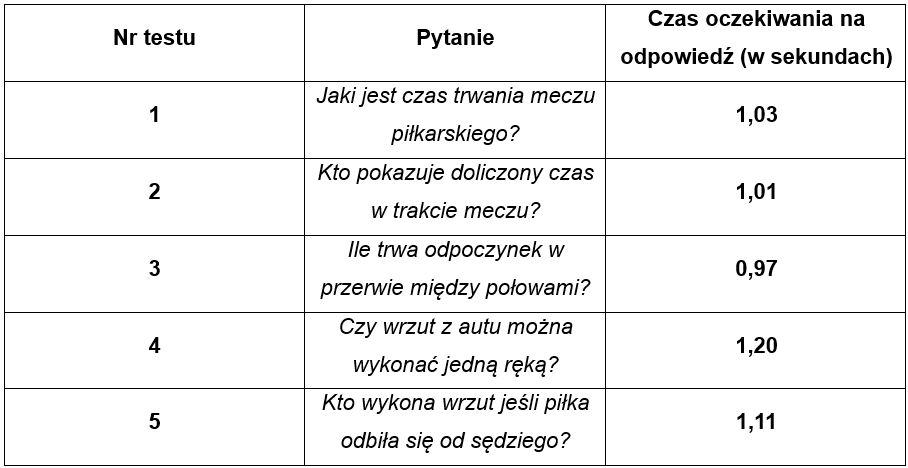 Nr testu
Pytanie
Czas oczekiwania na
odpowiedź (w sekundach)
1
Jaki jest czas trwania meczu
piłkarskiego?
1,03
2
Kto pokazuje doliczony czas
w trakcie meczu?
1,01
3
Ile trwa odpoczynek w
przerwie między połowami?
0,97
4
Czy wrzut z autu można
wykonać jedną ręką?
1,20
5
Kto wykona wrzut jeśli piłka
odbiła się od sędziego?
1,11